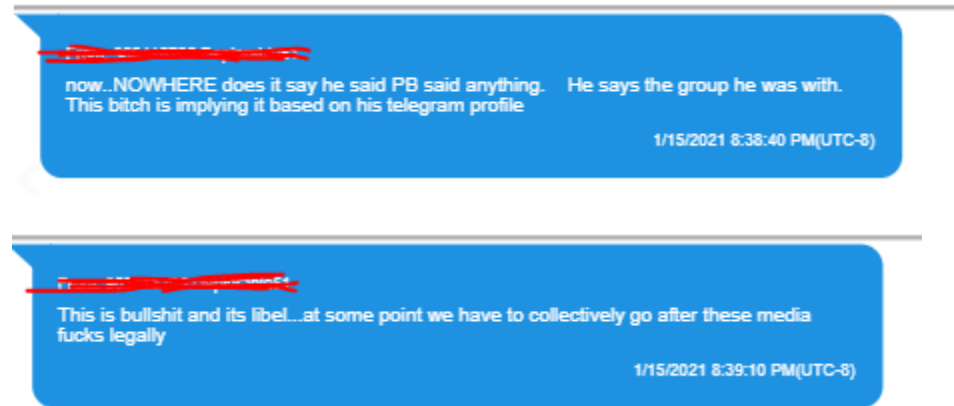 now..NOWHERE does it say he said PB said anything. He says the group he was with.
This bitch is implying it based on his telegram profile
1/15/2021 8:38:40 PM(UTC-8)
This is bullshit and its libel...at some point we have to collectively go after these media
fucks legally
1/15/2021 8:39:10 PM(UTC-8)